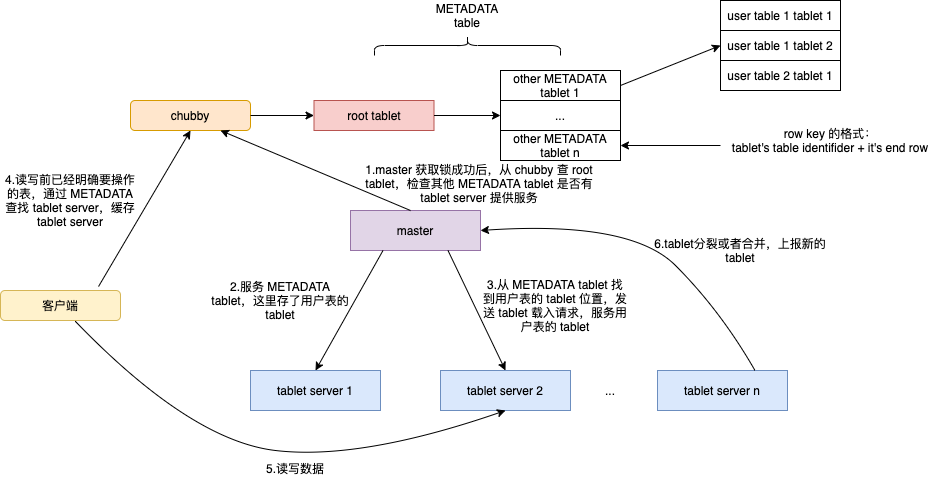 METADATA
table
user table 1 tablet 1
user table 1 tablet 2
user table 2 tablet 1
other METADATA
tablet 1
...
other METADATA
tablet n
chubby
root tablet
row key 的格式：
tablet's table identifider + it's end row
1.master 获取锁成功后，从 chubby 查 root
tablet，检查其他 METADATA tablet 是否有
tablet server 提供服务
4.读写前已经明确要操作
的表，通过 METADATA
查找 tablet server，缓存
tablet server
master
6.tablet分裂或者合并，上报新的
tablet
2.服务 METADATA
tablet，这里存了用户表的
tablet
3.从 METADATA tablet 找
到用户表的 tablet 位置，发
送 tablet 载入请求，服务用
户表的 tablet
客户端
tablet server 1
tablet server 2
...
tablet server n
5.读写数据